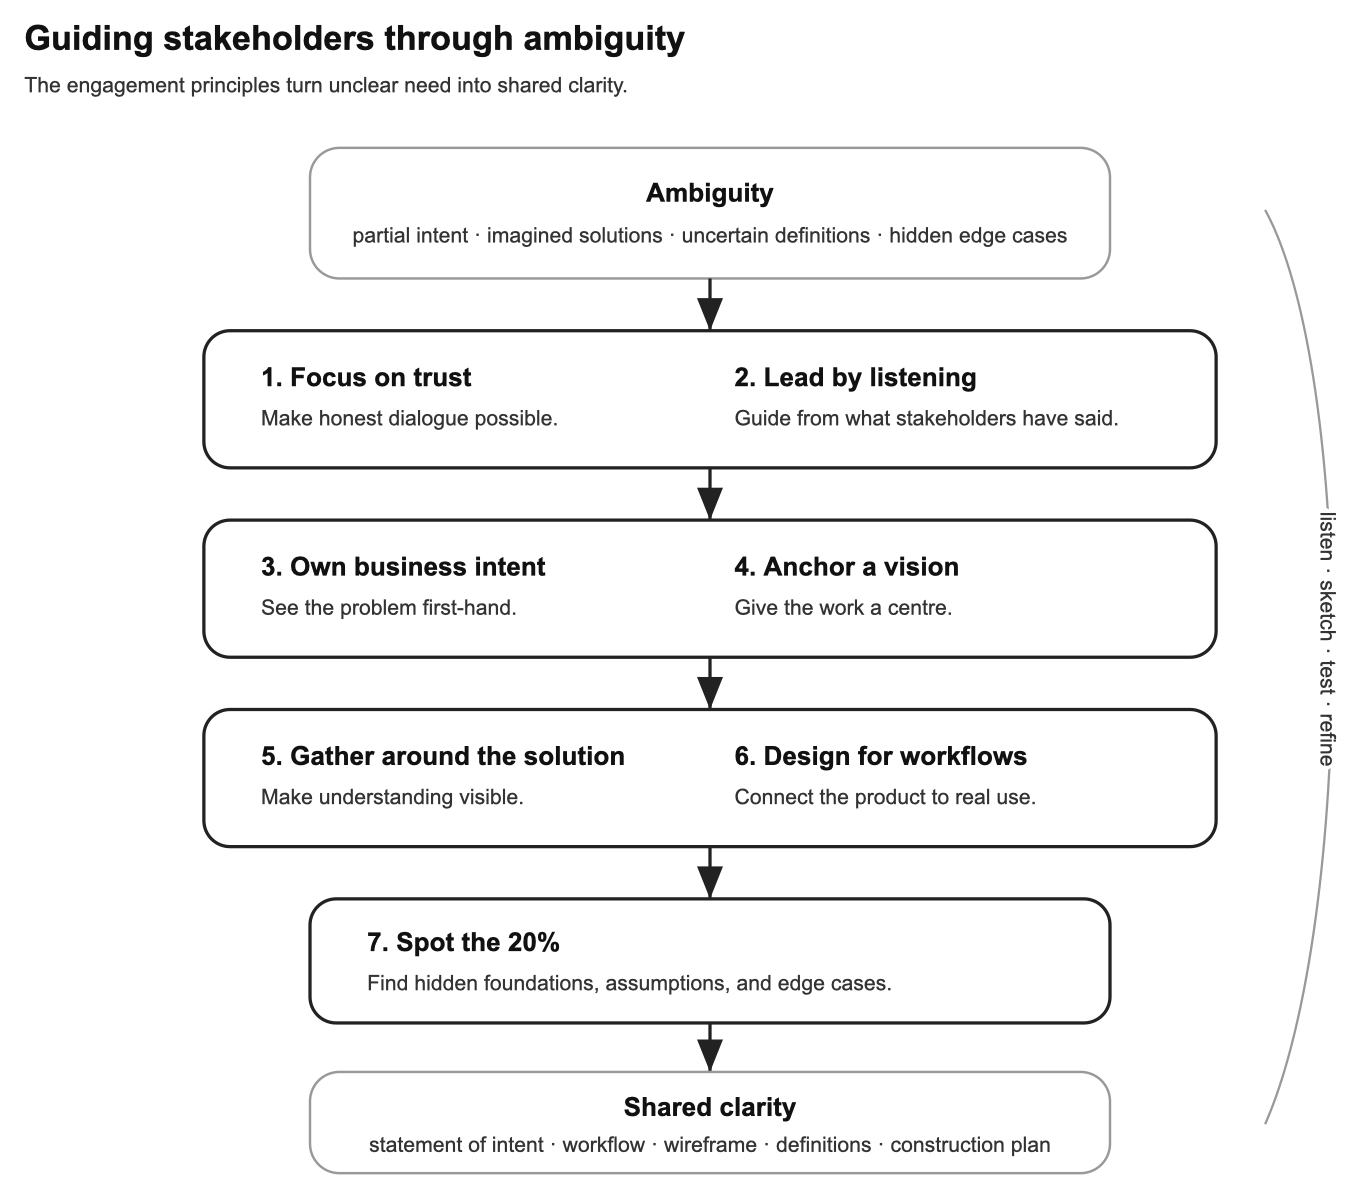 Guiding stakeholders through ambiguity
The engagement principles turn unclear need into shared clarity.
Ambiguity
partial intent · imagined solutions · uncertain definitions · hidden edge cases
1. Focus on trust
Make honest dialogue possible.
2. Lead by listening
Guide from what stakeholders have said.
3. Own business intent
See the problem first-hand.
4. Anchor a vision
Give the work a centre.
5. Gather around the solution
Make understanding visible.
6. Design for workflows
Connect the product to real use.
7. Spot the 20%
Find hidden foundations, assumptions, and edge cases.
Shared clarity
statement of intent · workflow · wireframe · definitions · construction plan
listen · sketch · test · refine